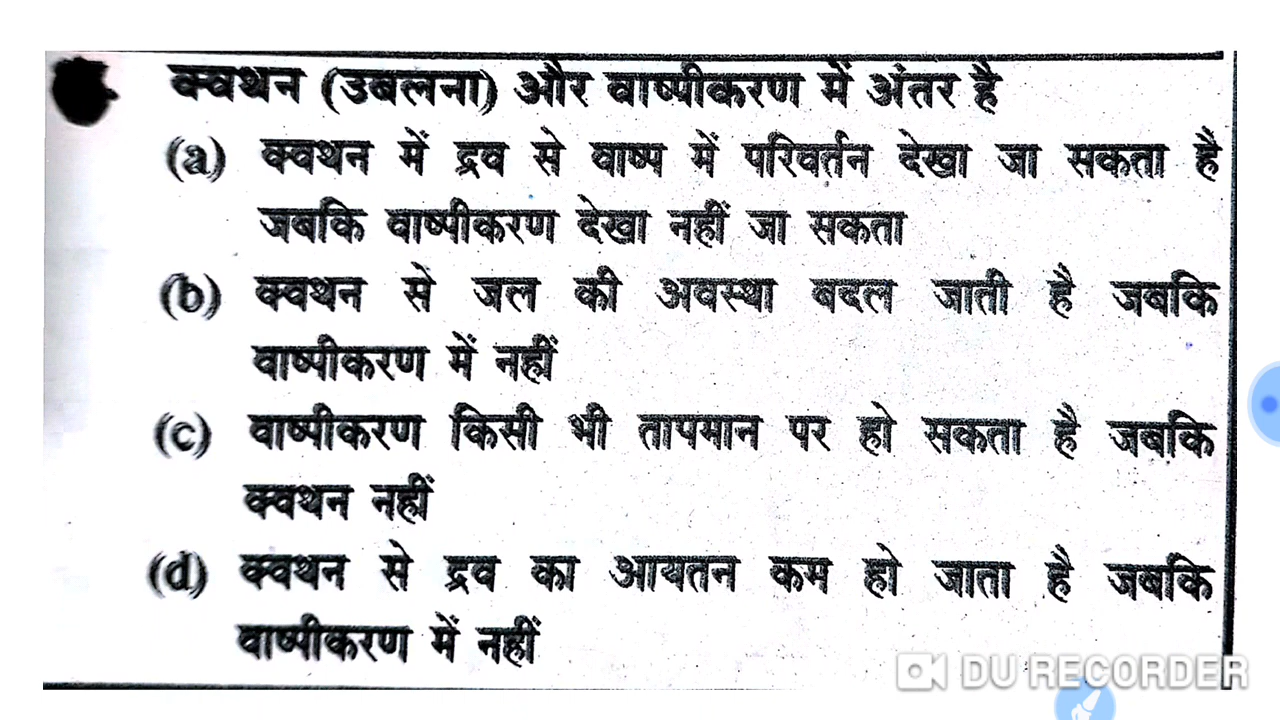 क्वथन (उबलना) और वाष्पीकरण में अंतर है
(a) क्वथन में द्रव से वाष्प में परिवर्तन देखा जा सकता है
जबकि वाष्पीकरण देखा नहीं जा सकता
(b) क्वथन से जल की अवस्था बदल जाती है जबकि
वाष्पीकरण में नहीं
(c) वाष्पीकरण किसी भी तापमान पर हो सकता है जबकि
क्वथन नहीं
(d) क्वथन से द्रव का आयतन कम हो जाता है जबकि
वाष्पीकरण में नहीं
DU RECORDER